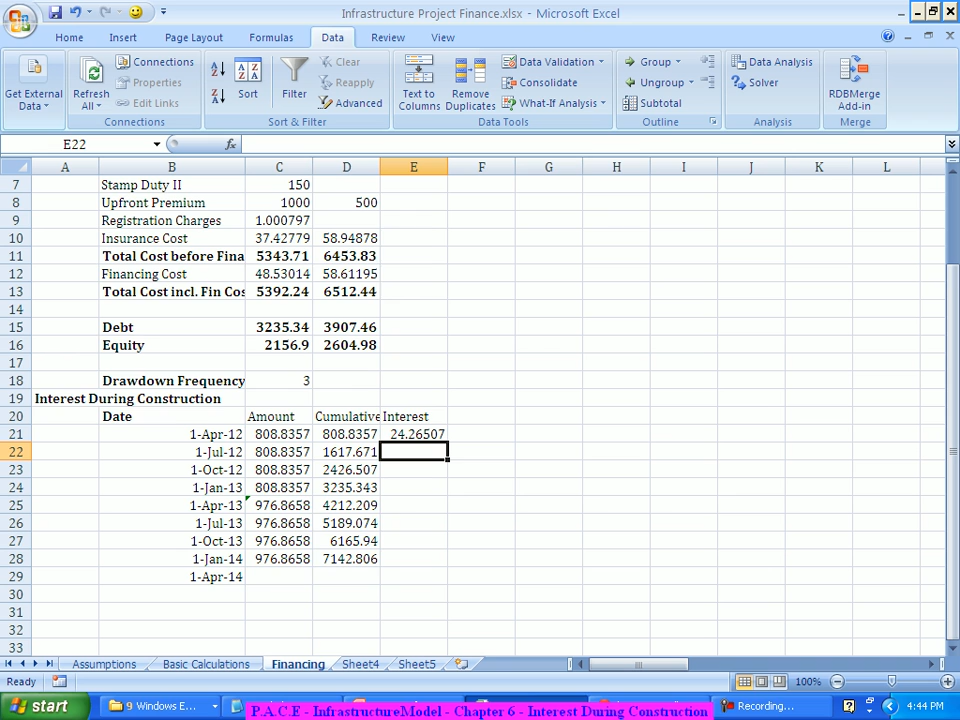 Infrastructure Project Finance.xlsx - Microsoft Excel
Home Insert Page Layout Formulas Data Review View
Get External Data
Refresh All
Connections
Properties
Edit Links
Connections
Sort
Filter
Clear
Reapply
Advanced
Sort & Filter
Text to Columns
Remove Duplicates
Data Validation
Consolidate
What-If Analysis
Data Tools
Group
Ungroup
Subtotal
Outline
Data Analysis
Solver
Analysis
RDBMerge Add-in
Merge
E22 fx
A B C D E F G H I J K L
7 Stamp Duty II 150
8 Upfront Premium 1000 500
9 Registration Charges 1.000797
10 Insurance Cost 37.42779 58.94878
11 Total Cost before Fina 5343.71 6453.83
12 Financing Cost 48.53014 58.61195
13 Total Cost incl. Fin Cos 5392.24 6512.44
14
15 Debt 3235.34 3907.46
16 Equity 2156.9 2604.98
17
18 Drawdown Frequency 3
19 Interest During Construction
20 Date Amount Cumulative Interest
21 1-Apr-12 808.8357 808.8357 24.26507
22 1-Jul-12 808.8357 1617.671
23 1-Oct-12 808.8357 2426.507
24 1-Jan-13 808.8357 3235.343
25 1-Apr-13 976.8658 4212.209
26 1-Jul-13 976.8658 5189.074
27 1-Oct-13 976.8658 6165.94
28 1-Jan-14 976.8658 7142.806
29 1-Apr-14
30
31
32
33
Assumptions Basic Calculations Financing Sheet4 Sheet5
Ready 100%
start 9 Windows E... Recording... 4:44 PM
P.A.C.E - InfrastructureModel - Chapter 6 - Interest During Construction